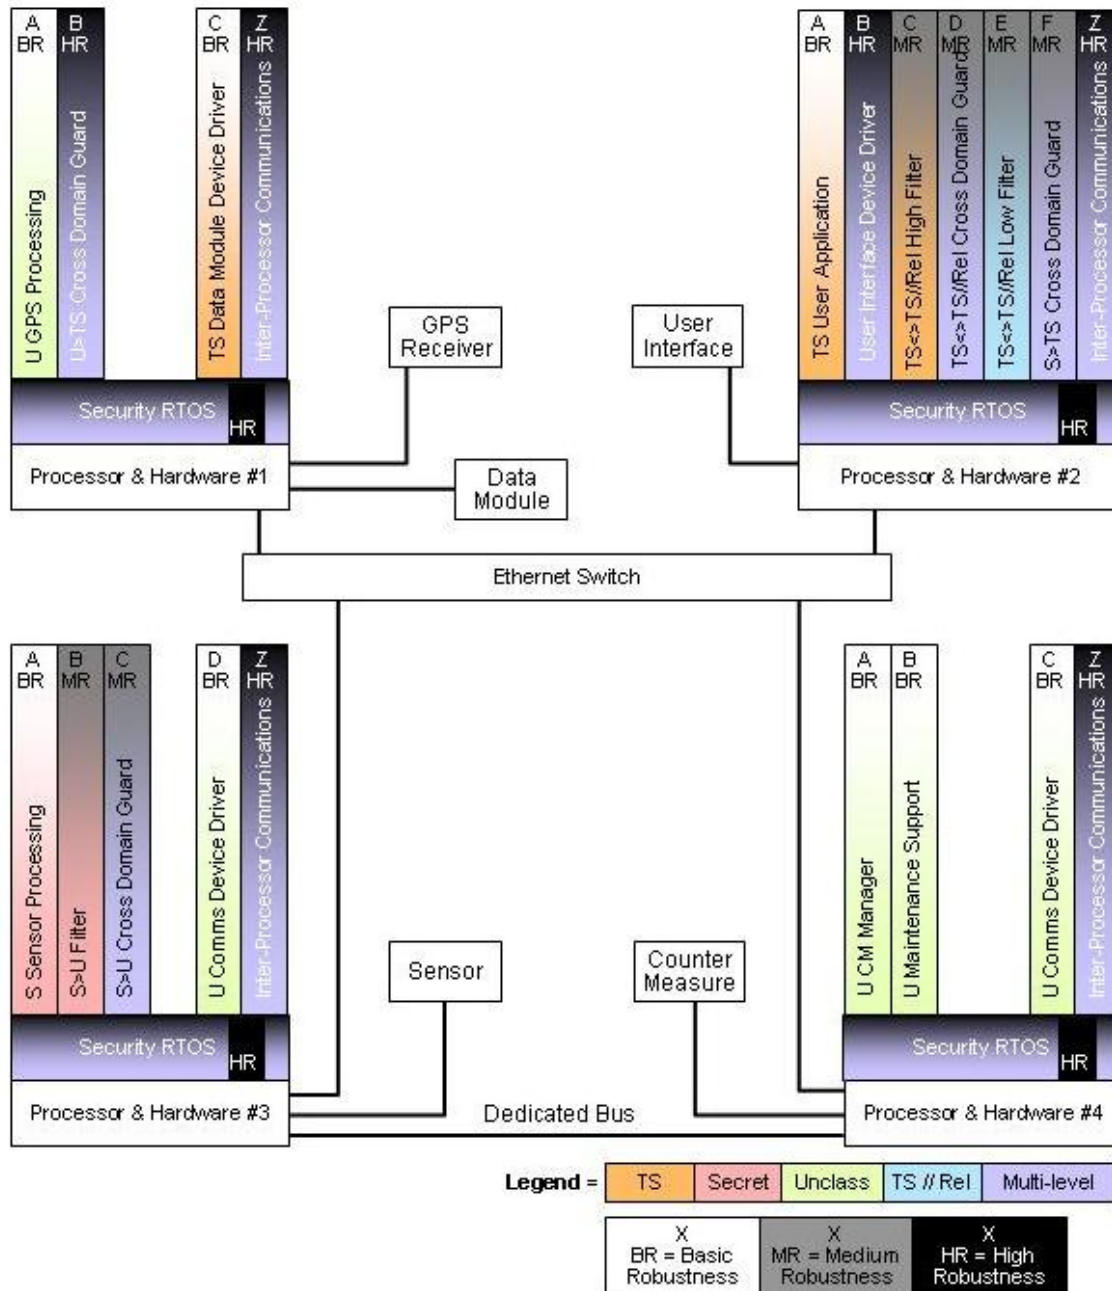 A
BR
U GPS Processing
B
HR
U>TS Cross Domain Guard
C
BR
TS Data Module Device Driver
Z
HR
Inter-Processor Communications
Security RTOS
HR
Processor & Hardware #1
GPS
Receiver
Data
Module
User
Interface
A
BR
TS User Application
B
HR
User Interface Device Driver
C
MR
TS<>TS//Rel High Filter
D
MR
TS<>TS//Rel Cross Domain Guard
E
MR
TS<>TS//Rel Low Filter
F
MR
S>TS Cross Domain Guard
Z
HR
Inter-Processor Communications
Security RTOS
HR
Processor & Hardware #2
Ethernet Switch
A
BR
S Sensor Processing
B
MR
S>U Filter
C
MR
S>U Cross Domain Guard
D
BR
U Comms Device Driver
Z
HR
Inter-Processor Communications
Security RTOS
HR
Processor & Hardware #3
Sensor
Counter
Measure
Dedicated Bus
A
BR
U CM Manager
B
BR
U Maintenance Support
C
BR
U Comms Device Driver
Z
HR
Inter-Processor Communications
Security RTOS
HR
Processor & Hardware #4
Legend =
TS
Secret
Unclass
TS // Rel
Multi-level
X
BR = Basic
Robustness
X
MR = Medium
Robustness
X
HR = High
Robustness